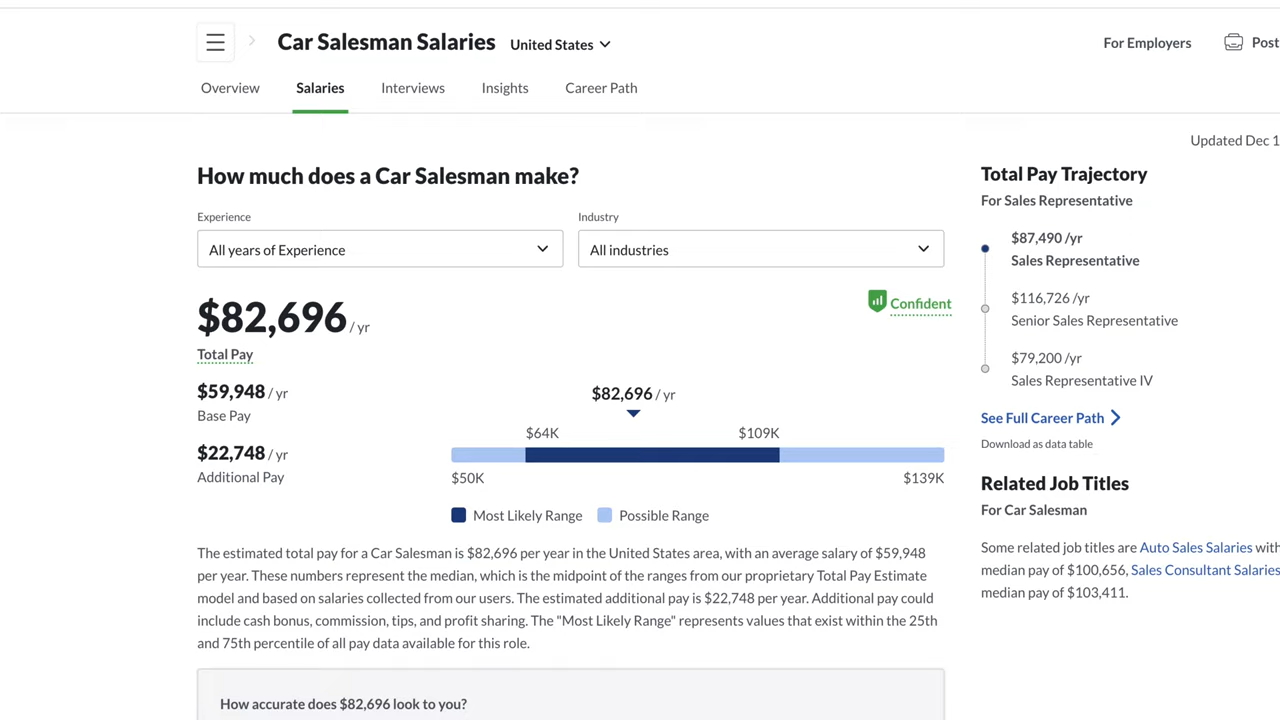 Car Salesman Salaries
United States
For Employers
Post
Overview
Salaries
Interviews
Insights
Career Path
Updated Dec 1
How much does a Car Salesman make?
Experience
Industry
All years of Experience
All industries
$82,696 / yr
Confident
Total Pay
$59,948 / yr
Base Pay
$22,748 / yr
Additional Pay
$82,696 / yr
$64K
$109K
$50K
$139K
Most Likely Range
Possible Range
The estimated total pay for a Car Salesman is $82,696 per year in the United States area, with an average salary of $59,948
per year. These numbers represent the median, which is the midpoint of the ranges from our proprietary Total Pay Estimate
model and based on salaries collected from our users. The estimated additional pay is $22,748 per year. Additional pay could
include cash bonus, commission, tips, and profit sharing. The "Most Likely Range" represents values that exist within the 25th
and 75th percentile of all pay data available for this role.
How accurate does $82,696 look to you?
Total Pay Trajectory
For Sales Representative
$87,490 /yr
Sales Representative
$116,726 /yr
Senior Sales Representative
$79,200 /yr
Sales Representative IV
See Full Career Path
Download as data table
Related Job Titles
For Car Salesman
Some related job titles are Auto Sales Salaries with
median pay of $100,656, Sales Consultant Salaries
median pay of $103,411.